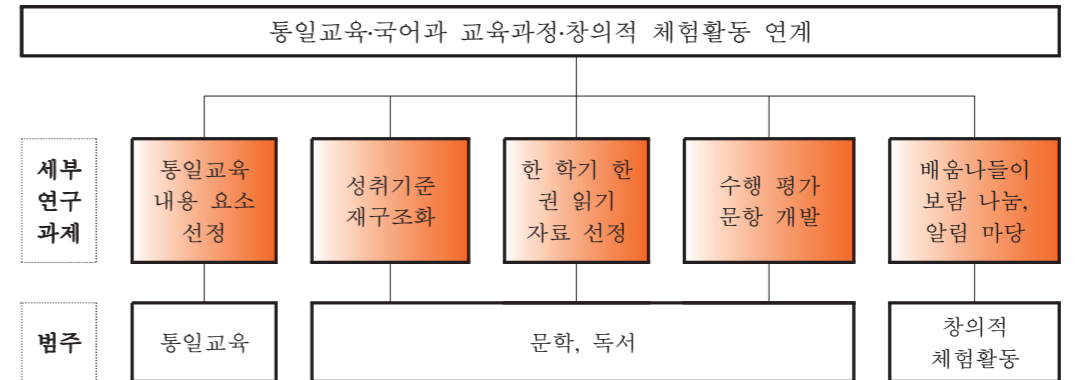 통일교육·국어과 교육과정·창의적 체험활동 연계
세부
연구
과제
통일교육
내용 요소
선정
성취기준
재구조화
한 학기 한
권 읽기
자료 선정
수행 평가
문항 개발
배움나들이
보람 나눔,
알림 마당
범주
통일교육
문학, 독서
창의적
체험활동